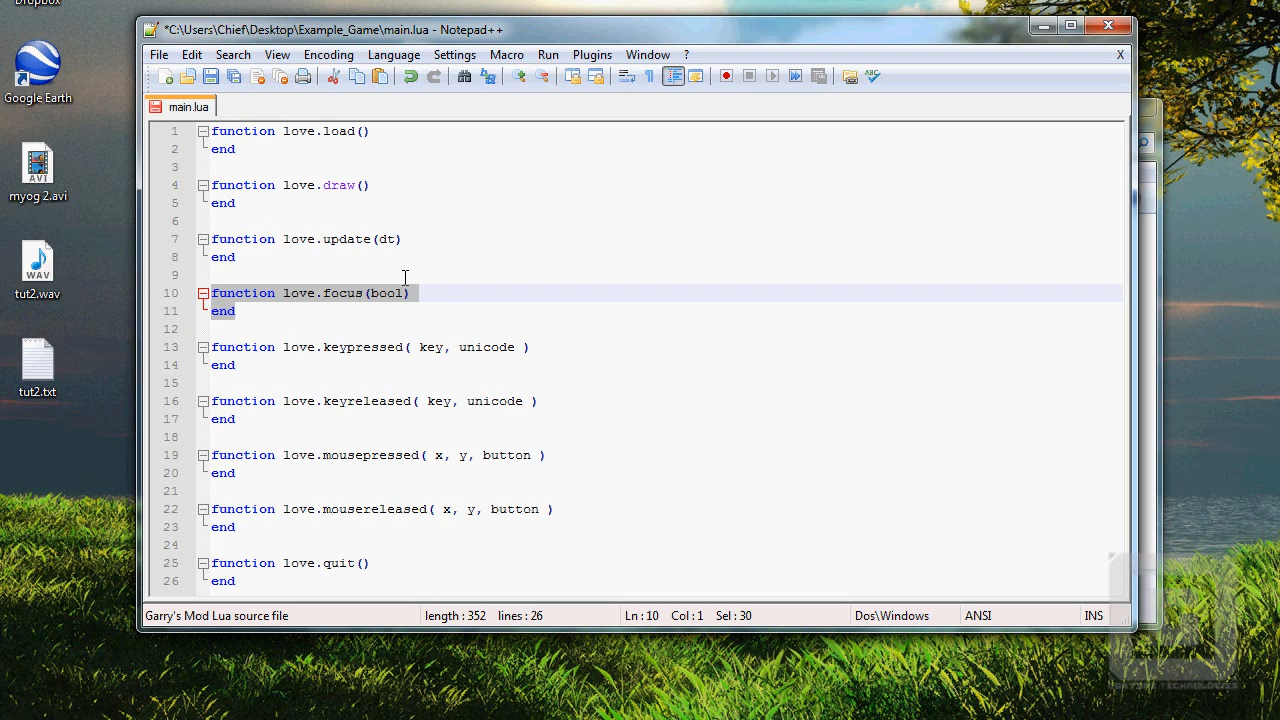 Dropbox
Google Earth
myog 2.avi
tut2.wav
tut2.txt
AVI
WAV
*C:\Users\Chief\Desktop\Example_Game\main.lua - Notepad++
File Edit Search View Encoding Language Settings Macro Run Plugins Window ? X
main.lua
1 function love.load()
2 end
3
4 function love.draw()
5 end
6
7 function love.update(dt)
8 end
9
10 function love.focus(bool)
11 end
12
13 function love.keypressed( key, unicode )
14 end
15
16 function love.keyreleased( key, unicode )
17 end
18
19 function love.mousepressed( x, y, button )
20 end
21
22 function love.mousereleased( x, y, button )
23 end
24
25 function love.quit()
26 end
Garry's Mod Lua source file length : 352 lines : 26 Ln : 10 Col : 1 Sel : 30 Dos\Windows ANSI INS